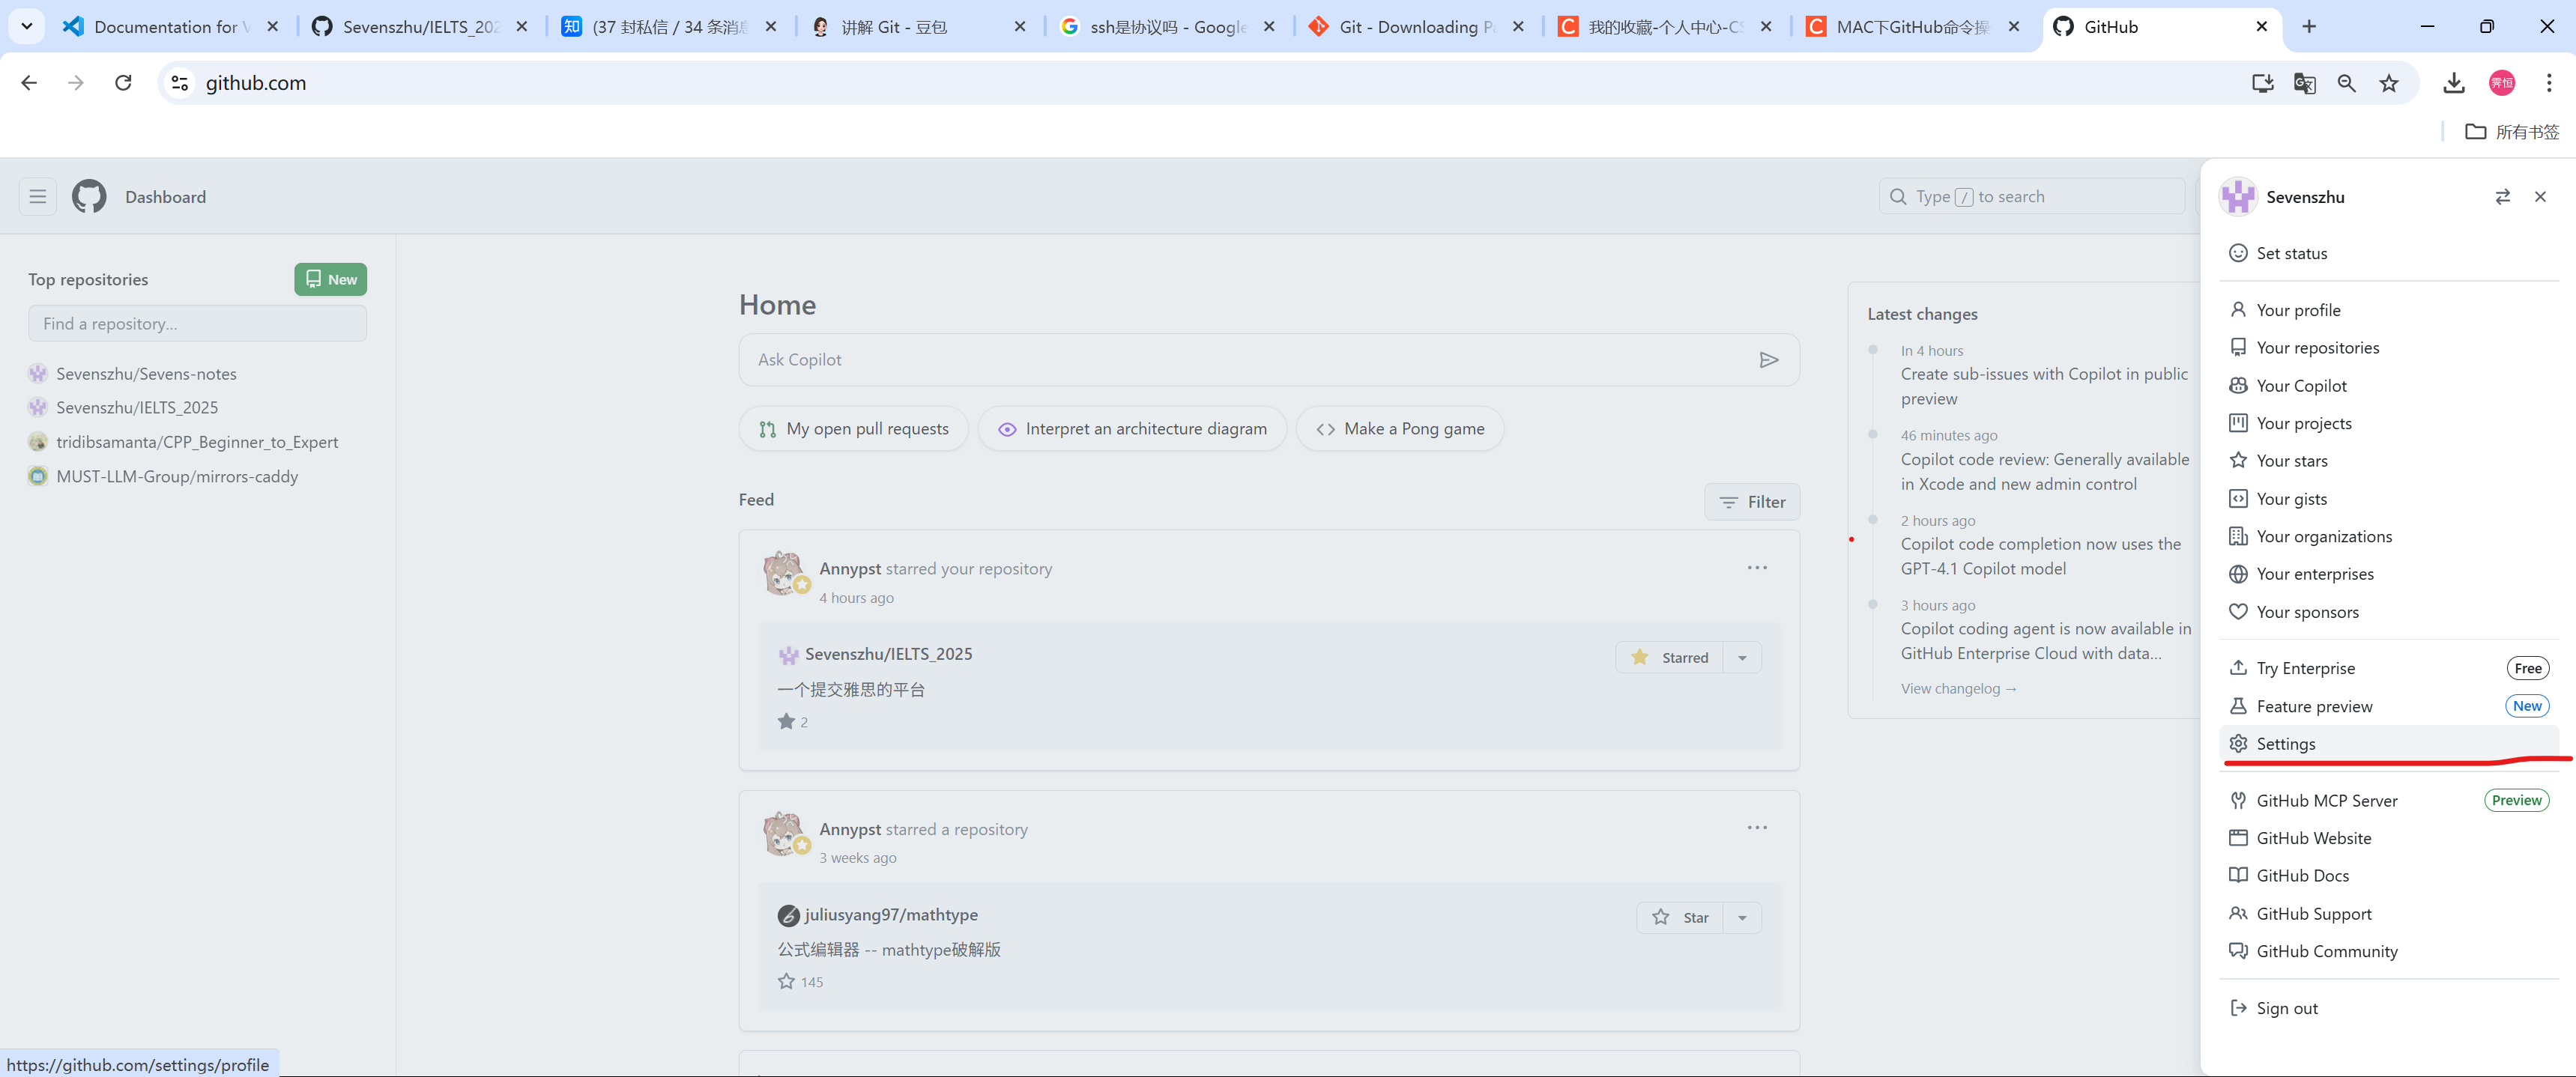 Documentation for V
Sevenszhu/IELTS_202
(37 封私信 / 34 条消息
讲解 Git - 豆包
ssh是协议吗 - Google
Git - Downloading Pa
我的收藏-个人中心-CS
MAC下GitHub命令操
GitHub
github.com
霁恒
所有书签
Dashboard
Type / to search
Sevenszhu
Set status
Your profile
Your repositories
Your Copilot
Your projects
Your stars
Your gists
Your organizations
Your enterprises
Your sponsors
Try Enterprise Free
Feature preview New
Settings
GitHub MCP Server Preview
GitHub Website
GitHub Docs
GitHub Support
GitHub Community
Sign out
Top repositories
New
Find a repository...
Sevenszhu/Sevens-notes
Sevenszhu/IELTS_2025
tridibsamanta/CPP_Beginner_to_Expert
MUST-LLM-Group/mirrors-caddy
Home
Ask Copilot
My open pull requests
Interpret an architecture diagram
Make a Pong game
Feed
Filter
Annypst starred your repository
4 hours ago
Sevenszhu/IELTS_2025
Starred
一个提交雅思的平台
2
Annypst starred a repository
3 weeks ago
juliusyang97/mathtype
Star
公式编辑器 -- mathtype破解版
145
Latest changes
In 4 hours
Create sub-issues with Copilot in public
preview
46 minutes ago
Copilot code review: Generally available
in Xcode and new admin control
2 hours ago
Copilot code completion now uses the
GPT-4.1 Copilot model
3 hours ago
Copilot coding agent is now available in
GitHub Enterprise Cloud with data...
View changelog →
https://github.com/settings/profile